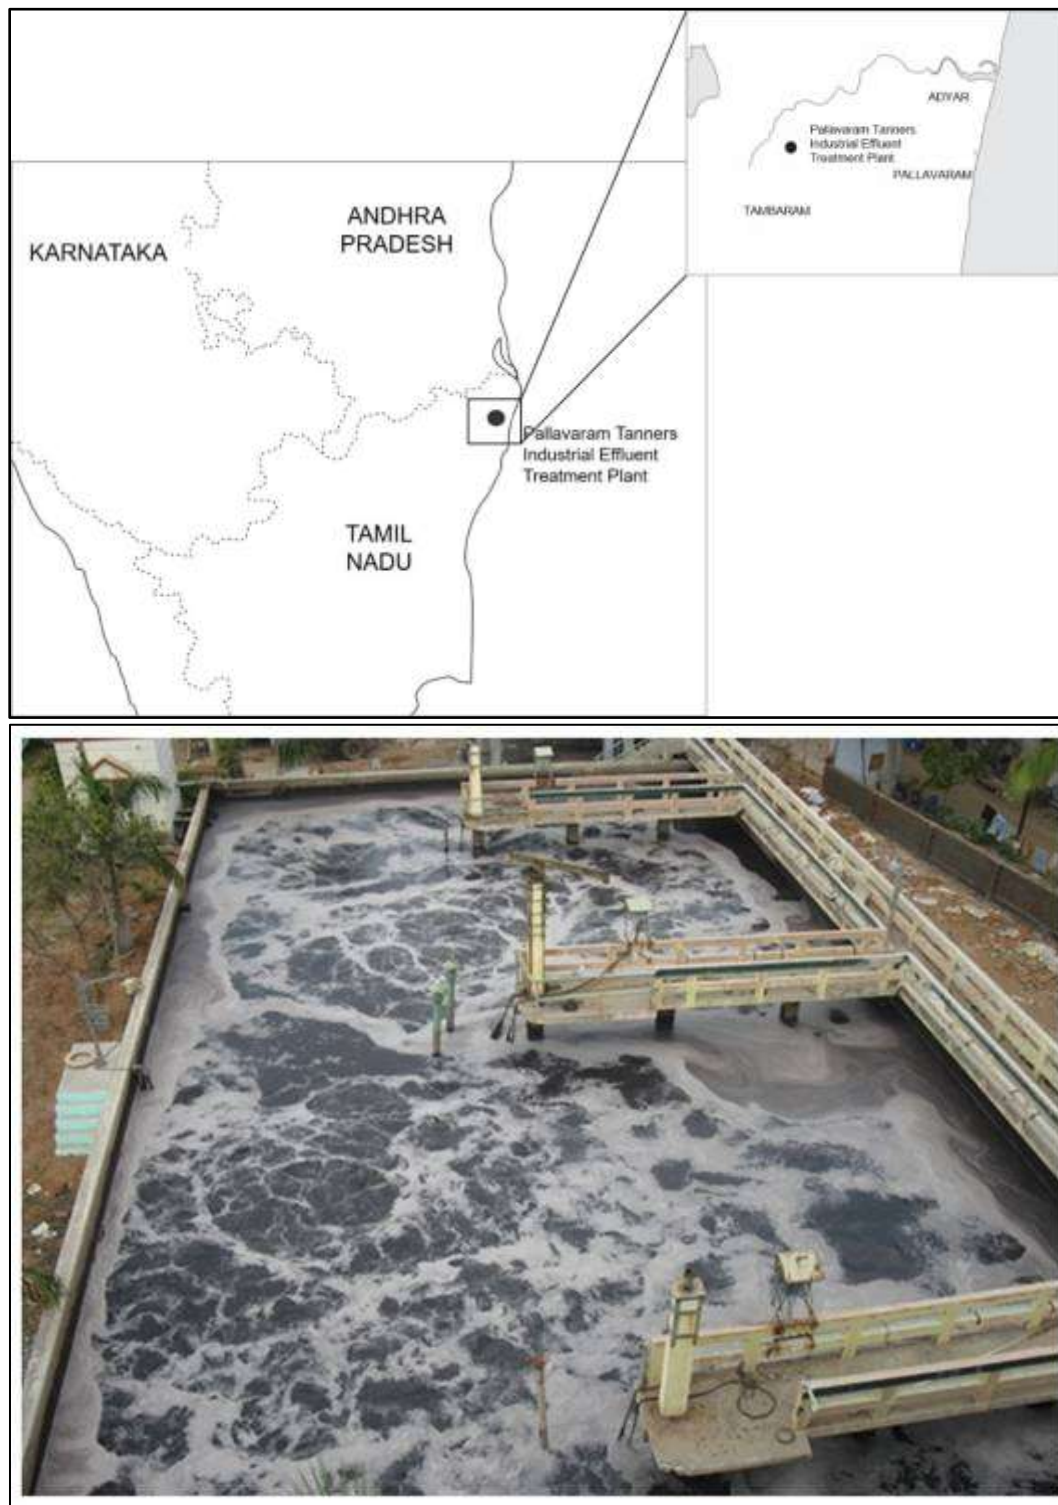 ADYAR
Pallavaram Tanners
Industrial Effluent
Treatment Plant
PALLAVARAM
TAMBARAM
ANDHRA
PRADESH
KARNATAKA
Pallavaram Tanners
Industrial Effluent
Treatment Plant
TAMIL
NADU